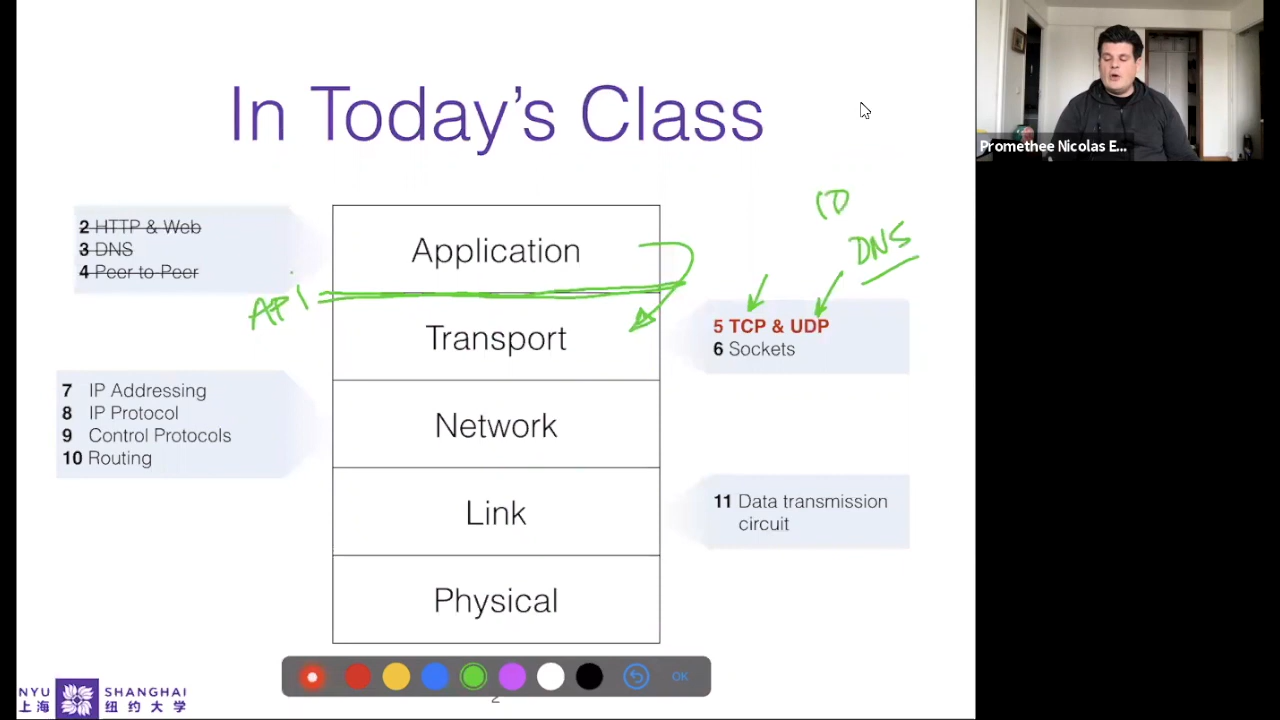 In Today's Class
Promethee Nicolas E...
2 HTTP & Web
3 DNS
4 Peer to Peer
Application
DNS
API
Transport
5 TCP & UDP
6 Sockets
7 IP Addressing
8 IP Protocol
9 Control Protocols
10 Routing
Network
Link
11 Data transmission
circuit
Physical
OK
2
NYU SHANGHAI
上海 纽约大学